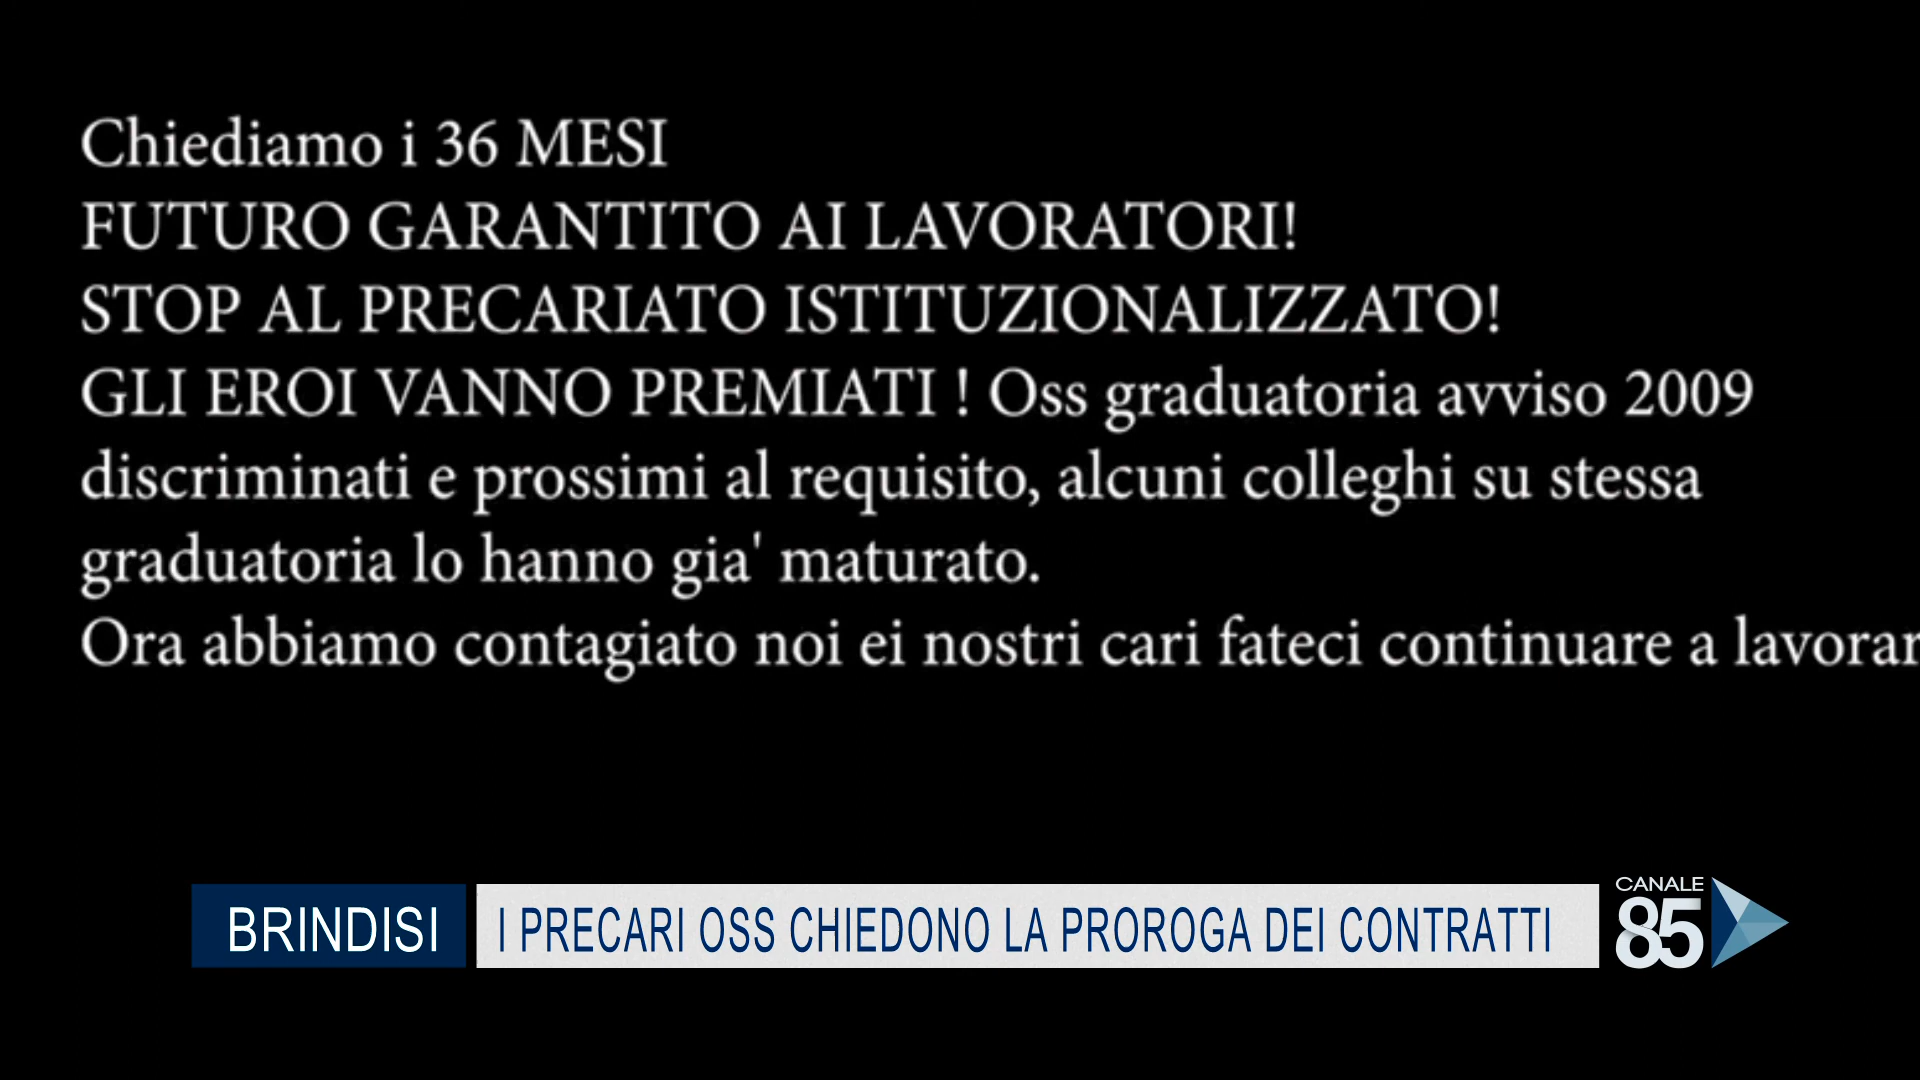 Chiediamo i 36 MESI
FUTURO GARANTITO AI LAVORATORI!
STOP AL PRECARIATO ISTITUZIONALIZZATO!
GLI EROI VANNO PREMIATI ! Oss graduatoria avviso 2009
discriminati e prossimi al requisito, alcuni colleghi su stessa
graduatoria lo hanno gia' maturato.
Ora abbiamo contagiato noi ei nostri cari fateci continuare a lavorar
BRINDISI
I PRECARI OSS CHIEDONO LA PROROGA DEI CONTRATTI
CANALE
85